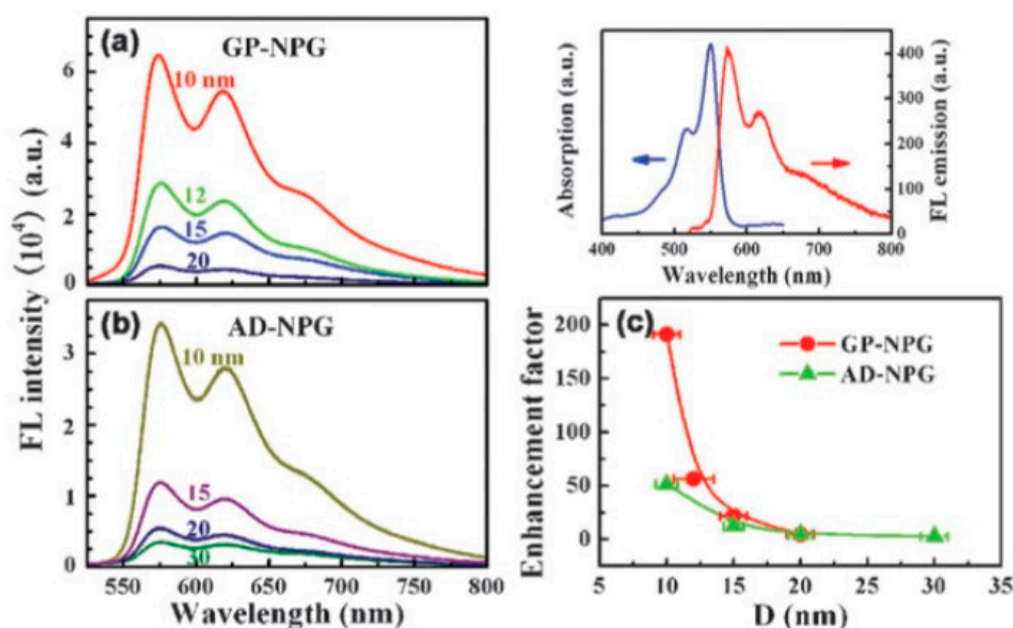 (a) GP-NPG
10 nm
12
15
20
6
4
2
0
(b) AD-NPG
10 nm
15
20
30
3
2
1
0
550 600 650 700 750 800
Wavelength (nm)
FL intensity (10⁴) (a.u.)
Absorption (a.u.)
FL emission (a.u.)
400
300
200
100
0
400 500 600 700 800
Wavelength (nm)
(c)
GP-NPG
AD-NPG
Enhancement factor
200
150
100
50
0
5 10 15 20 25 30 35
D (nm)